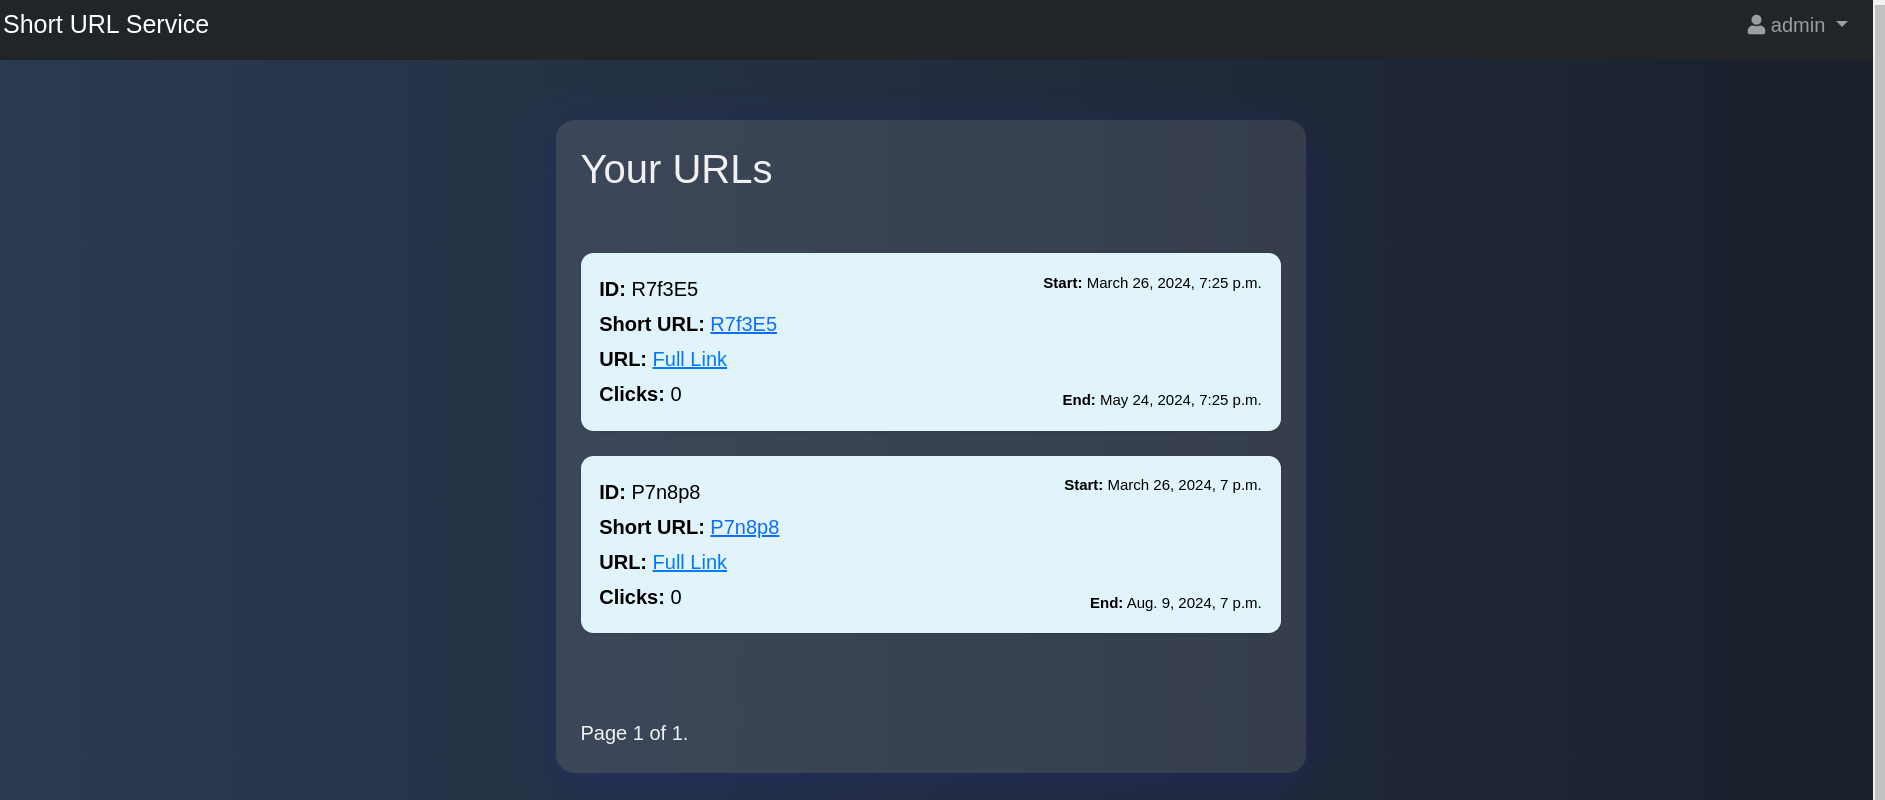 Short URL Service
admin
Your URLs
ID: R7f3E5
Start: March 26, 2024, 7:25 p.m.
Short URL: R7f3E5
URL: Full Link
Clicks: 0
End: May 24, 2024, 7:25 p.m.
ID: P7n8p8
Start: March 26, 2024, 7 p.m.
Short URL: P7n8p8
URL: Full Link
Clicks: 0
End: Aug. 9, 2024, 7 p.m.
Page 1 of 1.